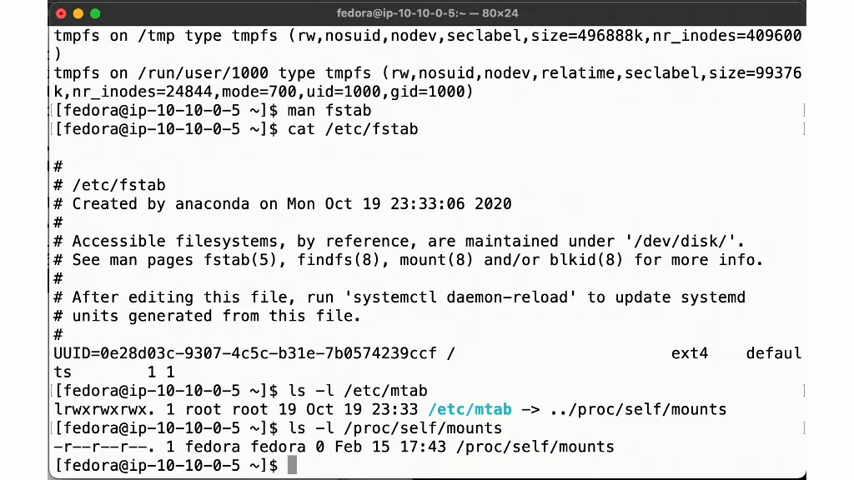 fedora@ip-10-10-0-5:~ — 80×24
tmpfs on /tmp type tmpfs (rw,nosuid,nodev,seclabel,size=496888k,nr_inodes=409600
)
tmpfs on /run/user/1000 type tmpfs (rw,nosuid,nodev,relatime,seclabel,size=99376
k,nr_inodes=24844,mode=700,uid=1000,gid=1000)
[fedora@ip-10-10-0-5 ~]$ man fstab
[fedora@ip-10-10-0-5 ~]$ cat /etc/fstab
#
# /etc/fstab
# Created by anaconda on Mon Oct 19 23:33:06 2020
#
# Accessible filesystems, by reference, are maintained under '/dev/disk/'.
# See man pages fstab(5), findfs(8), mount(8) and/or blkid(8) for more info.
#
# After editing this file, run 'systemctl daemon-reload' to update systemd
# units generated from this file.
#
UUID=0e28d03c-9307-4c5c-b31e-7b0574239ccf / ext4 defaul
ts 1 1
[fedora@ip-10-10-0-5 ~]$ ls -l /etc/mtab
lrwxrwxrwx. 1 root root 19 Oct 19 23:33 /etc/mtab -> ../proc/self/mounts
[fedora@ip-10-10-0-5 ~]$ ls -l /proc/self/mounts
-r--r--r--. 1 fedora fedora 0 Feb 15 17:43 /proc/self/mounts
[fedora@ip-10-10-0-5 ~]$